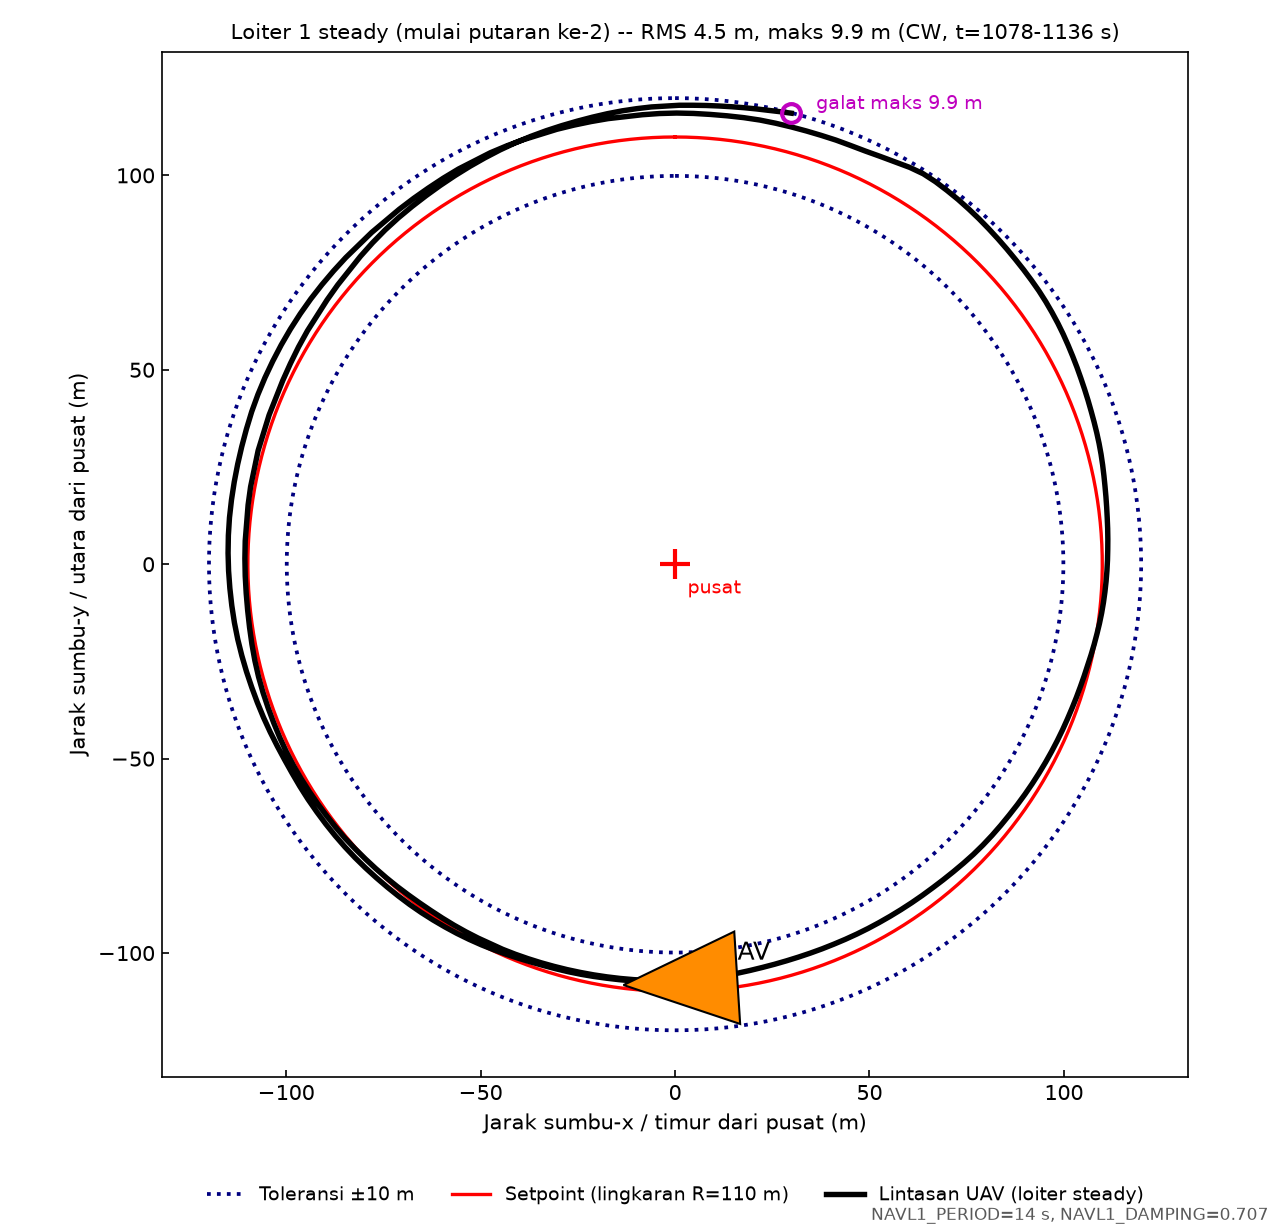 Loiter 1 steady (mulai putaran ke-2) -- RMS 4.5 m, maks 9.9 m (CW, t=1078-1136 s)
galat maks 9.9 m
100
50
0
−50
−100
Jarak sumbu-y / utara dari pusat (m)
pusat
AV
−100
−50
0
50
100
Jarak sumbu-x / timur dari pusat (m)
Toleransi ±10 m
Setpoint (lingkaran R=110 m)
Lintasan UAV (loiter steady)
NAVL1_PERIOD=14 s, NAVL1_DAMPING=0.707